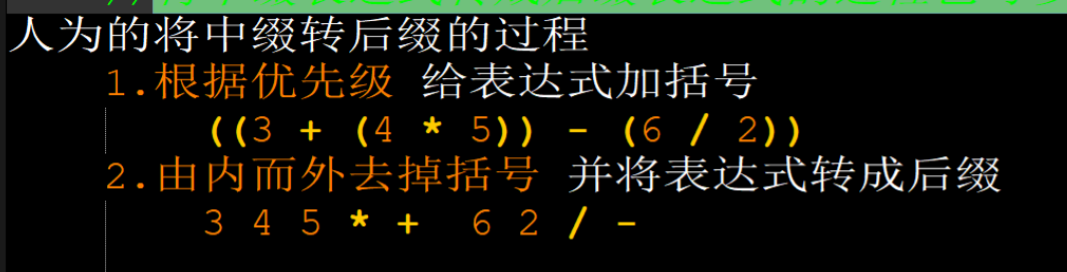 人为的将中缀转后缀的过程
1.根据优先级 给表达式加括号
((3 + (4 * 5)) - (6 / 2))
2.由内而外去掉括号 并将表达式转成后缀
3 4 5 * + 6 2 / -